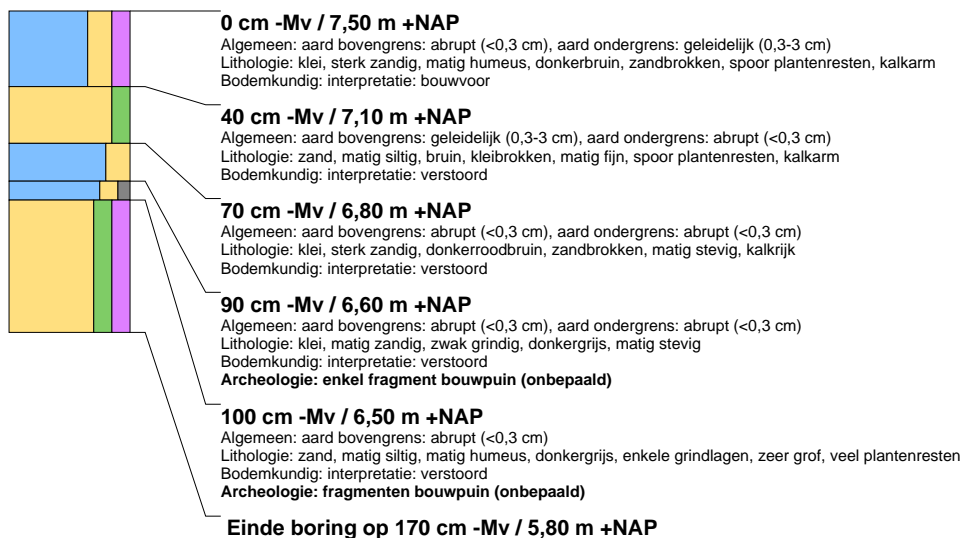 0 cm -Mv / 7,50 m +NAP
Algemeen: aard bovengrens: abrupt (<0,3 cm), aard ondergrens: geleidelijk (0,3-3 cm)
Lithologie: klei, sterk zandig, matig humeus, donkerbruin, zandbrokken, spoor plantenresten, kalkarm
Bodemkundig: interpretatie: bouwvoor
40 cm -Mv / 7,10 m +NAP
Algemeen: aard bovengrens: geleidelijk (0,3-3 cm), aard ondergrens: abrupt (<0,3 cm)
Lithologie: zand, matig siltig, bruin, kleibrokken, matig fijn, spoor plantenresten, kalkarm
Bodemkundig: interpretatie: verstoord
70 cm -Mv / 6,80 m +NAP
Algemeen: aard bovengrens: abrupt (<0,3 cm), aard ondergrens: abrupt (<0,3 cm)
Lithologie: klei, sterk zandig, donkerroodbruin, zandbrokken, matig stevig, kalkrijk
Bodemkundig: interpretatie: verstoord
90 cm -Mv / 6,60 m +NAP
Algemeen: aard bovengrens: abrupt (<0,3 cm), aard ondergrens: abrupt (<0,3 cm)
Lithologie: klei, matig zandig, zwak grindig, donkergrijs, matig stevig
Bodemkundig: interpretatie: verstoord
Archeologie: enkel fragment bouwpuin (onbepaald)
100 cm -Mv / 6,50 m +NAP
Algemeen: aard bovengrens: abrupt (<0,3 cm)
Lithologie: zand, matig siltig, matig humeus, donkergrijs, enkele grindlagen, zeer grof, veel plantenresten
Bodemkundig: interpretatie: verstoord
Archeologie: fragmenten bouwpuin (onbepaald)
Einde boring op 170 cm -Mv / 5,80 m +NAP